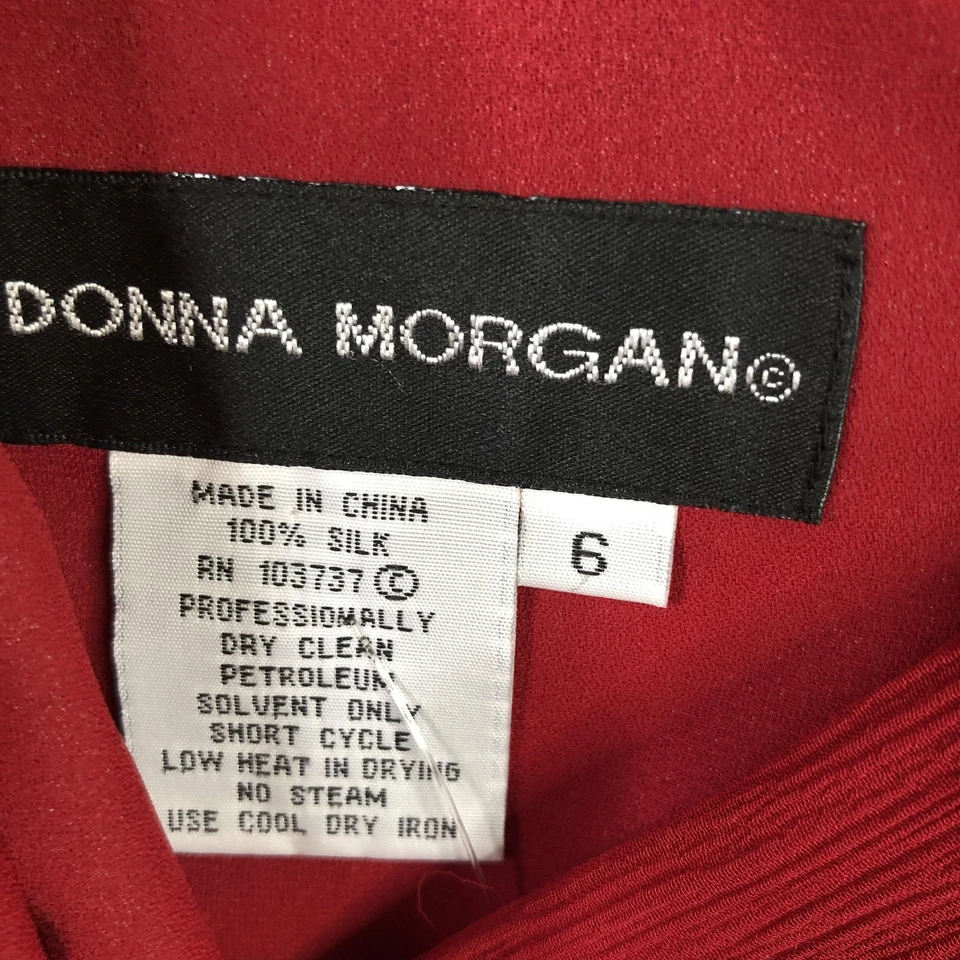 DONNA MORGAN©
MADE IN CHINA
100% SILK
RN 103737 ©
PROFESSIONALLY
DRY CLEAN
PETROLEUM
SOLVENT ONLY
SHORT CYCLE
LOW HEAT IN DRYING
NO STEAM
USE COOL DRY IRON
6